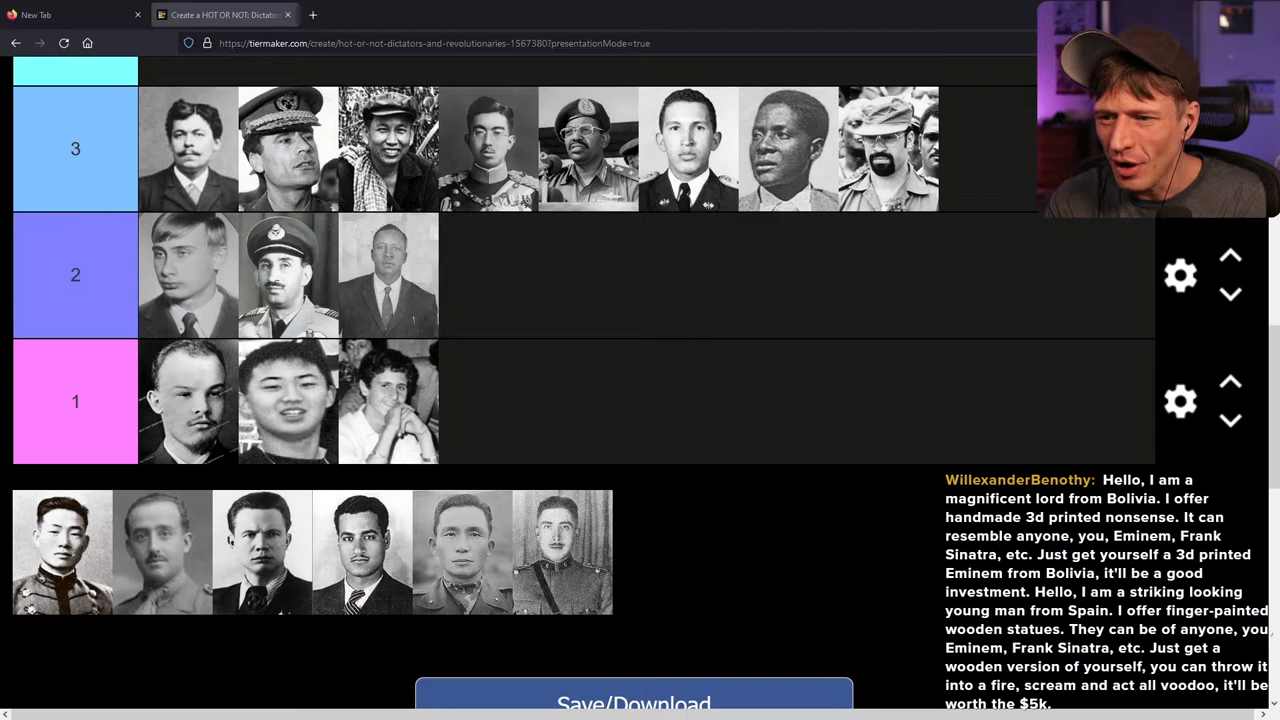 New Tab
Create a HOT OR NOT: Dictator
https://tiermaker.com/create/hot-or-not-dictators-and-revolutionaries-1567380?presentationMode=true
3
2
1
WillexanderBenothy: Hello, I am a
magnificent lord from Bolivia. I offer
handmade 3d printed nonsense. It can
resemble anyone, you, Eminem, Frank
Sinatra, etc. Just get yourself a 3d printed
Eminem from Bolivia, it'll be a good
investment. Hello, I am a striking looking
young man from Spain. I offer finger-painted
wooden statues. They can be of anyone, you,
Eminem, Frank Sinatra, etc. Just get a
wooden version of yourself, you can throw it
into a fire, scream and act all voodoo, it'll be
worth the $5k.
Save/Download